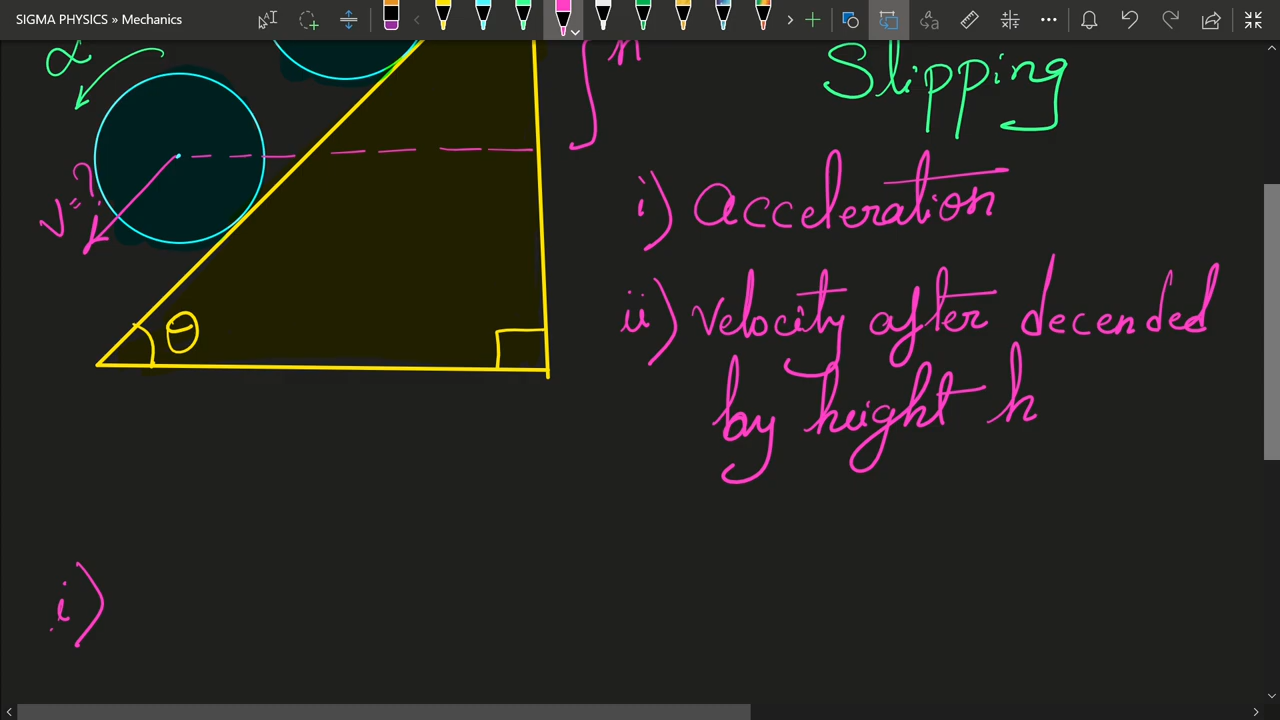 SIGMA PHYSICS » Mechanics
α
h
Slipping
V=?
θ
i) Acceleration
ii) Velocity after decended
by height h
i)